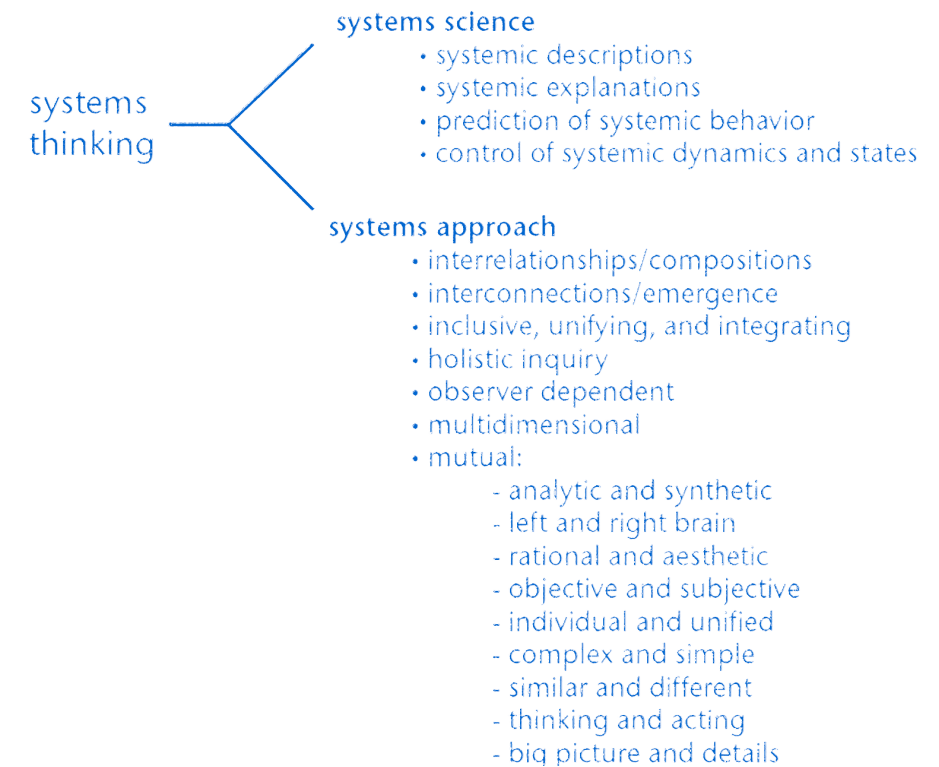 systems science
• systemic descriptions
• systemic explanations
• prediction of systemic behavior
• control of systemic dynamics and states
systems
thinking
systems approach
• interrelationships/compositions
• interconnections/emergence
• inclusive, unifying, and integrating
• holistic inquiry
• observer dependent
• multidimensional
• mutual:
- analytic and synthetic
- left and right brain
- rational and aesthetic
- objective and subjective
- individual and unified
- complex and simple
- similar and different
- thinking and acting
- big picture and details